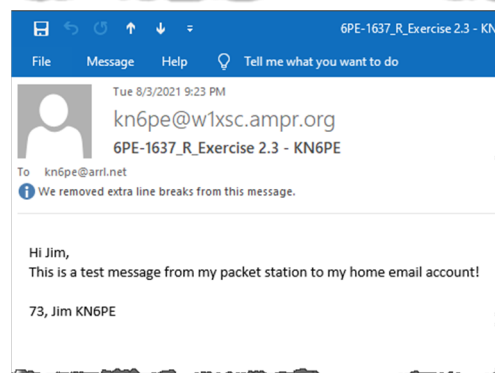 6PE-1637_R_Exercise 2.3 - KN
File Message Help Tell me what you want to do
Tue 8/3/2021 9:23 PM
kn6pe@w1xsc.ampr.org
6PE-1637_R_Exercise 2.3 - KN6PE
To kn6pe@arrl.net
We removed extra line breaks from this message.
Hi Jim,
This is a test message from my packet station to my home email account!
73, Jim KN6PE